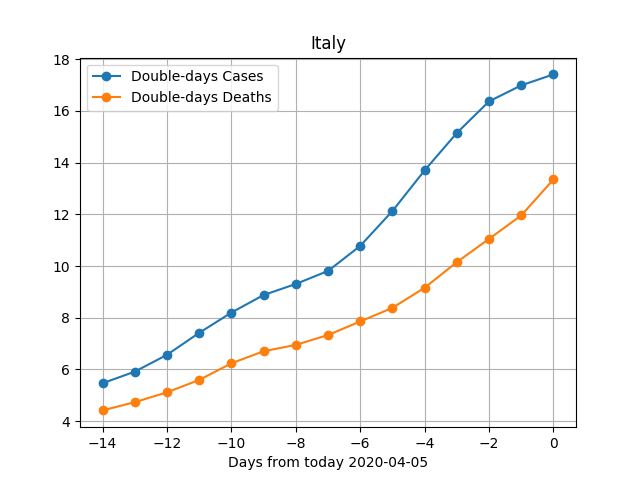 Italy
Double-days Cases
Double-days Deaths
18
16
14
12
10
8
6
4
−14 −12 −10 −8 −6 −4 −2 0
Days from today 2020-04-05